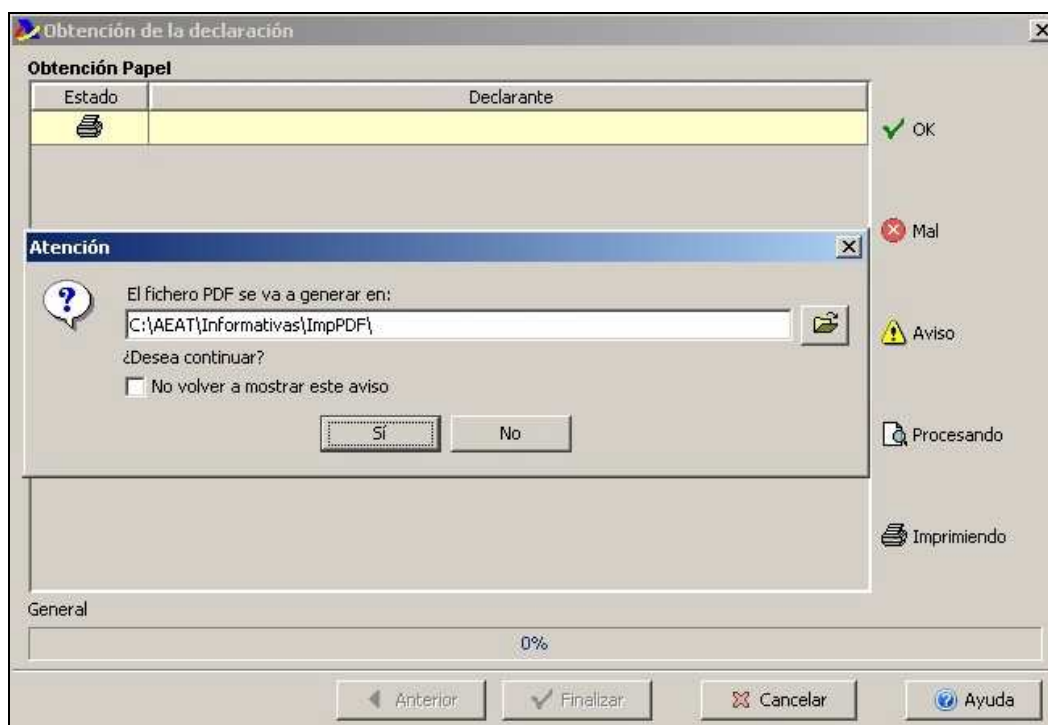 Obtención de la declaración
Obtención Papel
Estado Declarante
OK
Mal
Atención
El fichero PDF se va a generar en:
C:\AEAT\Informativas\ImpPDF\
¿Desea continuar?
No volver a mostrar este aviso
Sí No
Aviso
Procesando
Imprimiendo
General
0%
Anterior Finalizar Cancelar Ayuda